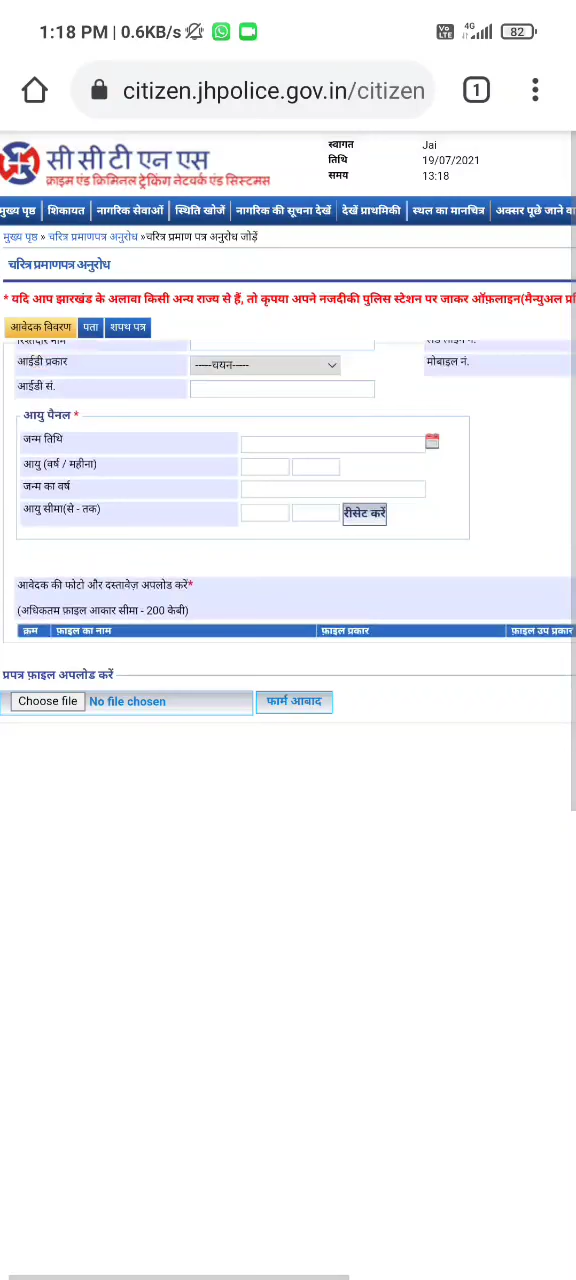 1:18 PM | 0.6KB/s
Vo LTE 4G 82
citizen.jhpolice.gov.in/citizen 1
स्वागत Jai
सी सी टी एन एस
तिथि 19/07/2021
क्राइम एंड क्रिमिनल ट्रेकिंग नेटवर्क एंड सिस्टमस
समय 13:18
मुख्य पृष्ठ शिकायत नागरिक सेवाओं स्थिति खोजें नागरिक की सूचना देखें देखें प्राथमिकी स्थल का मानचित्र अक्सर पूछे जाने वा
मुख्य पृष्ठ » चरित्र प्रमाणपत्र अनुरोध »चरित्र प्रमाण पत्र अनुरोध जोड़ें
चरित्र प्रमाणपत्र अनुरोध
* यदि आप झारखंड के अलावा किसी अन्य राज्य से हैं, तो कृपया अपने नजदीकी पुलिस स्टेशन पर जाकर ऑफ़लाइन(मैन्युअल प्र
आवेदक विवरण पता शपथ पत्र
आईडी प्रकार -----चयन----- मोबाइल नं.
आईडी सं.
आयु पैनल *
जन्म तिथि
आयु (वर्ष / महीना)
जन्म का वर्ष
आयु सीमा(से - तक) रीसेट करें
आवेदक की फोटो और दस्तावेज़ अपलोड करें*
(अधिकतम फ़ाइल आकार सीमा - 200 केबी)
क्रम फ़ाइल का नाम फ़ाइल प्रकार फ़ाइल उप प्रकार
प्रपत्र फ़ाइल अपलोड करें
Choose file No file chosen फार्म आबाद